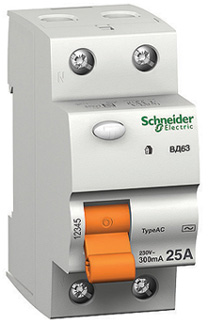 N
Schneider
Electric
ВД63
12345
TypeAC
230V~
300mA 25A